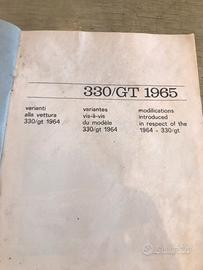 330/GT 1965
varianti
alla vettura
330/gt 1964
variantes
vis-à-vis
du modèle
330/gt 1964
modifications
introduced
in respect of the
1964 - 330/gt
subito